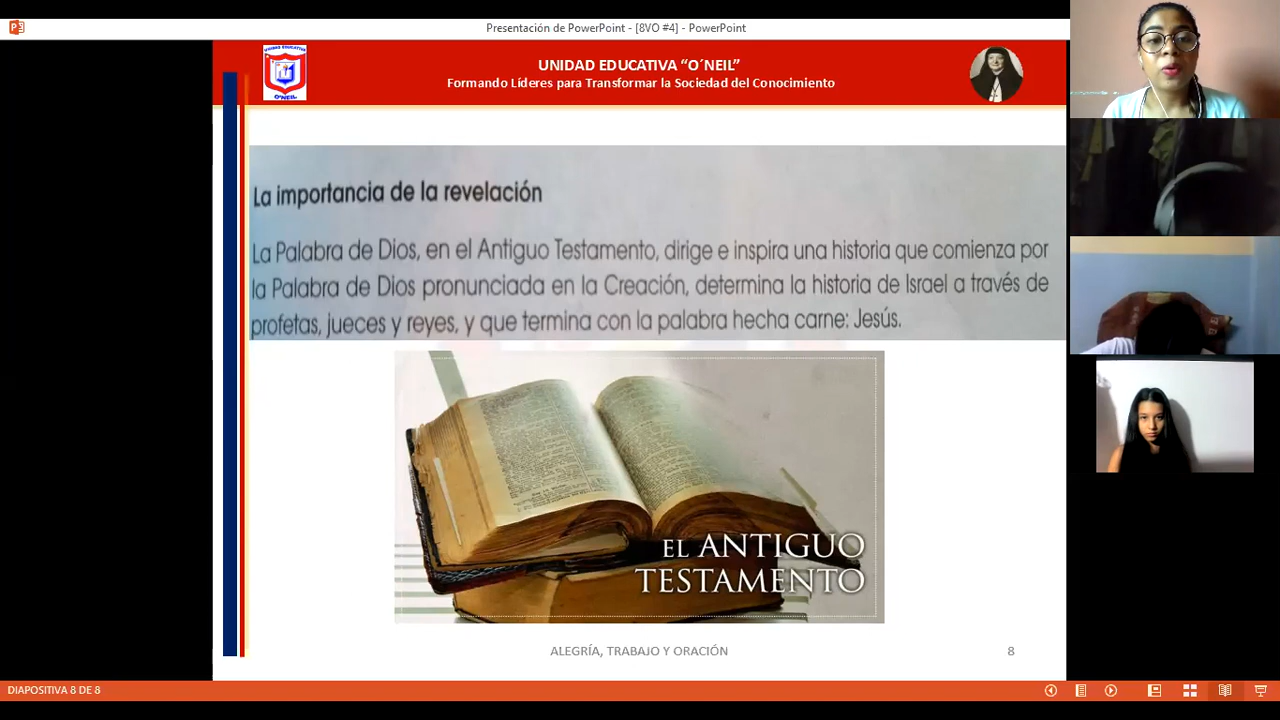 Presentación de PowerPoint - [8VO #4] - PowerPoint
UNIDAD EDUCATIVA
O´NEIL
UNIDAD EDUCATIVA “O´NEIL”
Formando Líderes para Transformar la Sociedad del Conocimiento
La importancia de la revelación
La Palabra de Dios, en el Antiguo Testamento, dirige e inspira una historia que comienza por
la Palabra de Dios pronunciada en la Creación, determina la historia de Israel a través de
profetas, jueces y reyes, y que termina con la palabra hecha carne: Jesús.
EL ANTIGUO
TESTAMENTO
ALEGRÍA, TRABAJO Y ORACIÓN
8
DIAPOSITIVA 8 DE 8